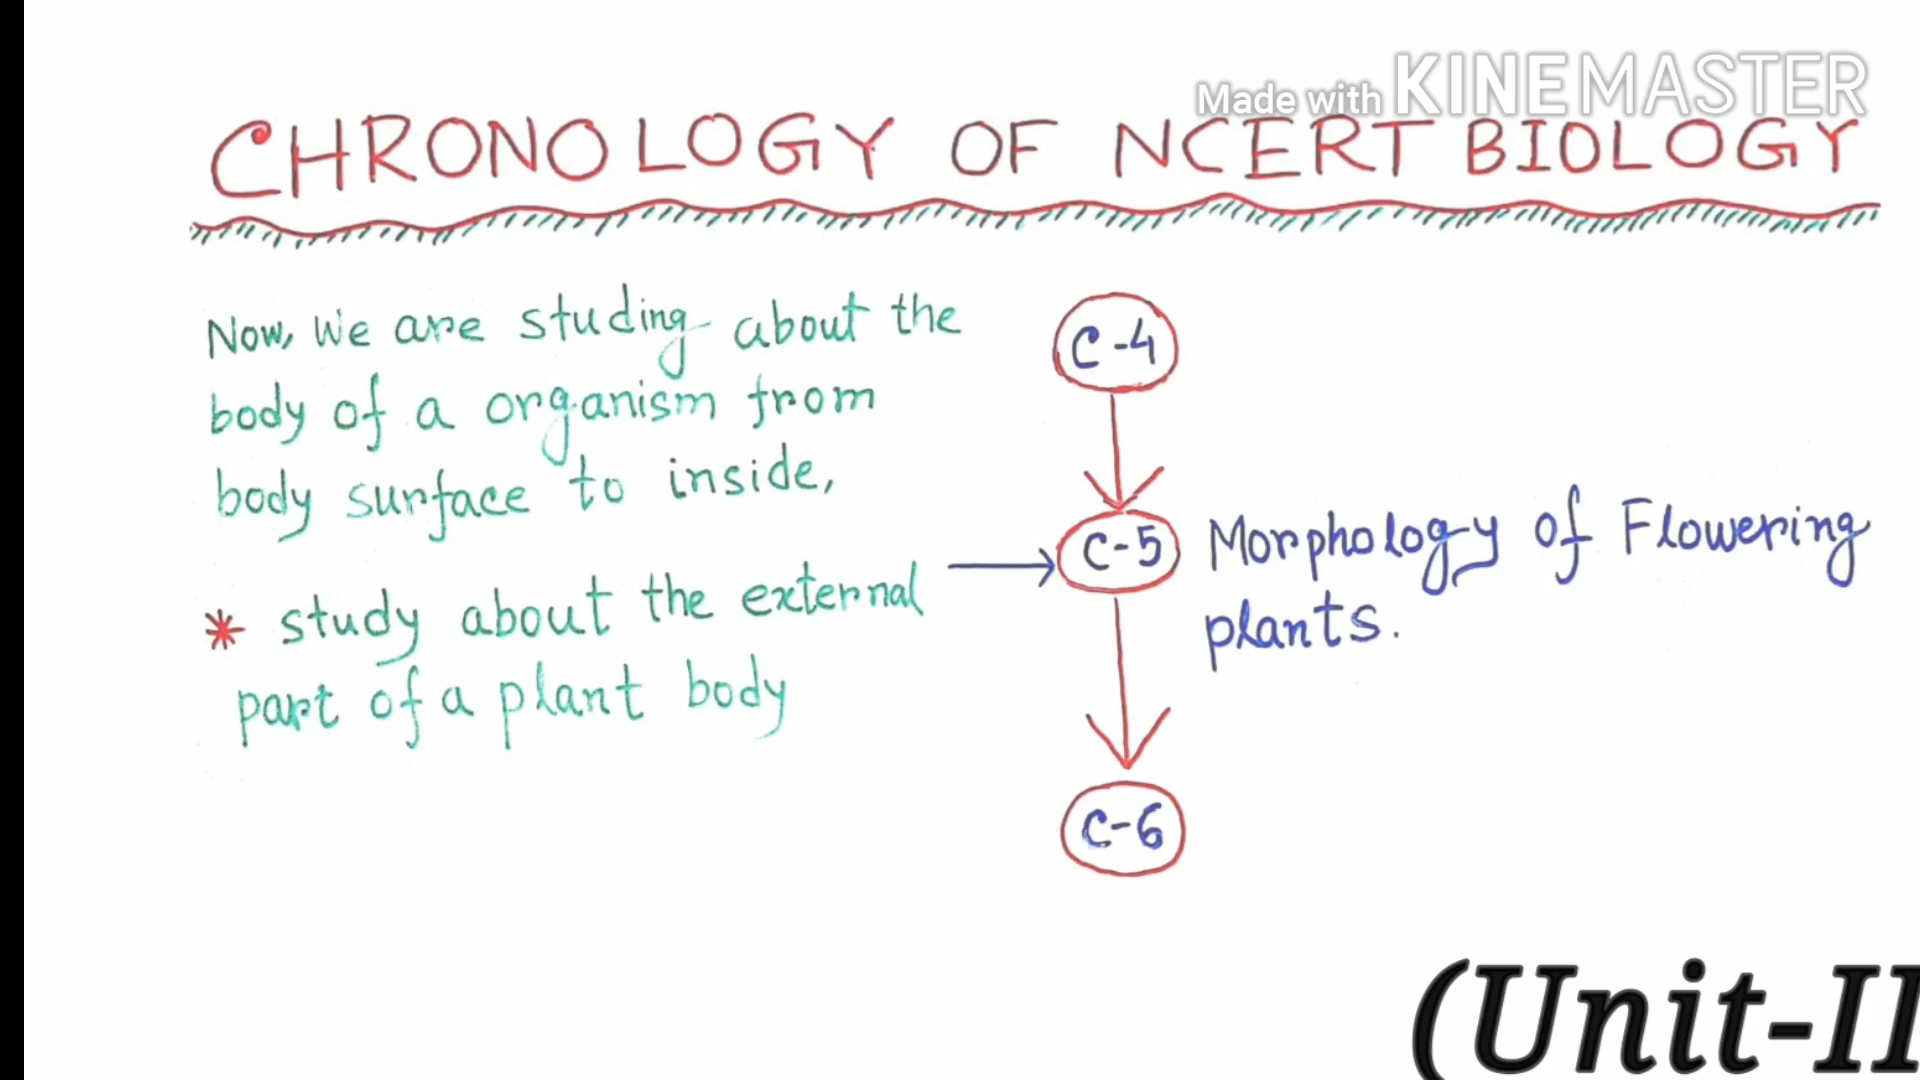 Made with KINEMASTER
CHRONOLOGY OF NCERT BIOLOGY
Now, We are studing about the
body of a organism from
body surface to inside,
* study about the external
part of a plant body
C-4
C-5 Morphology of Flowering
plants.
C-6
(Unit-II